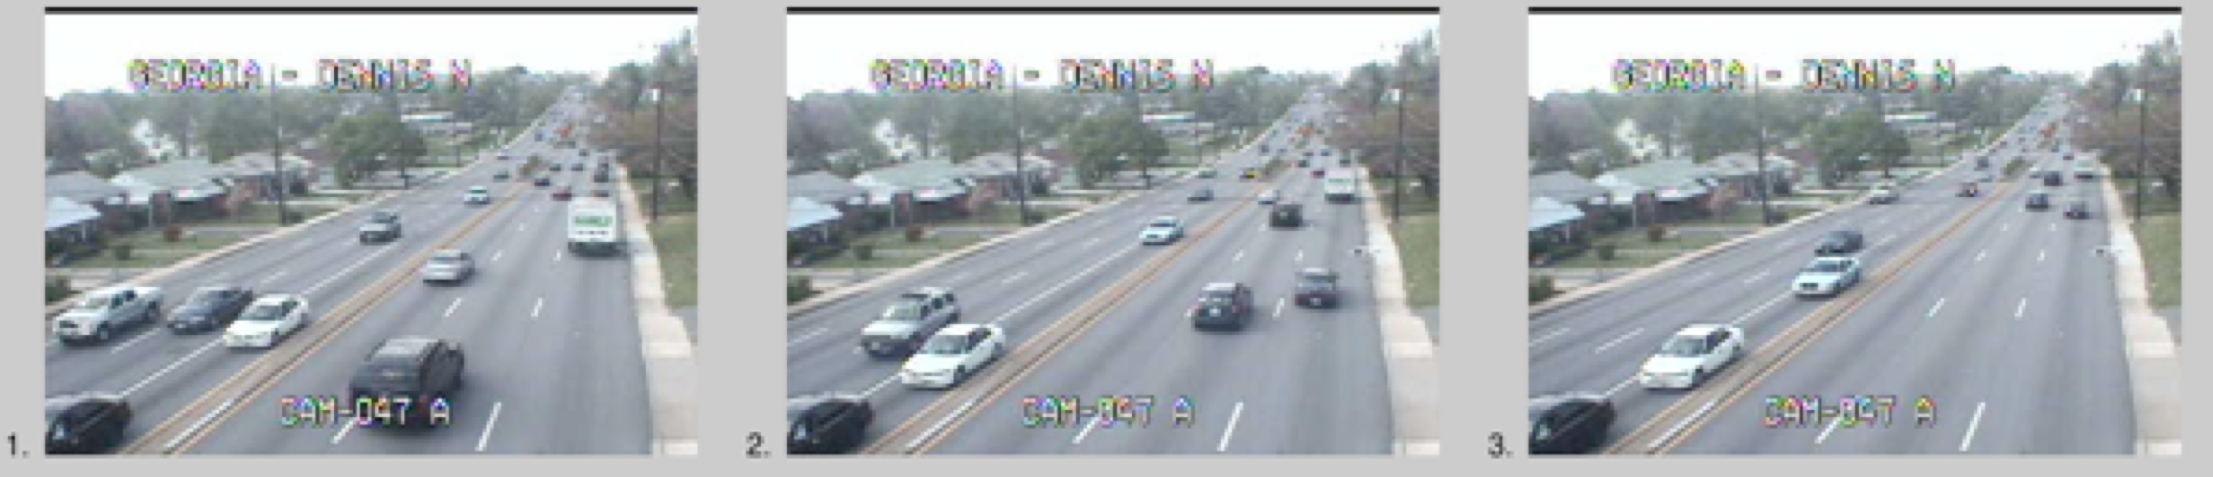 GEORGIA - DENNIS N
CAM-047 A
1.
GEORGIA - DENNIS N
CAM-047 A
2.
GEORGIA - DENNIS N
CAM-047 A
3.